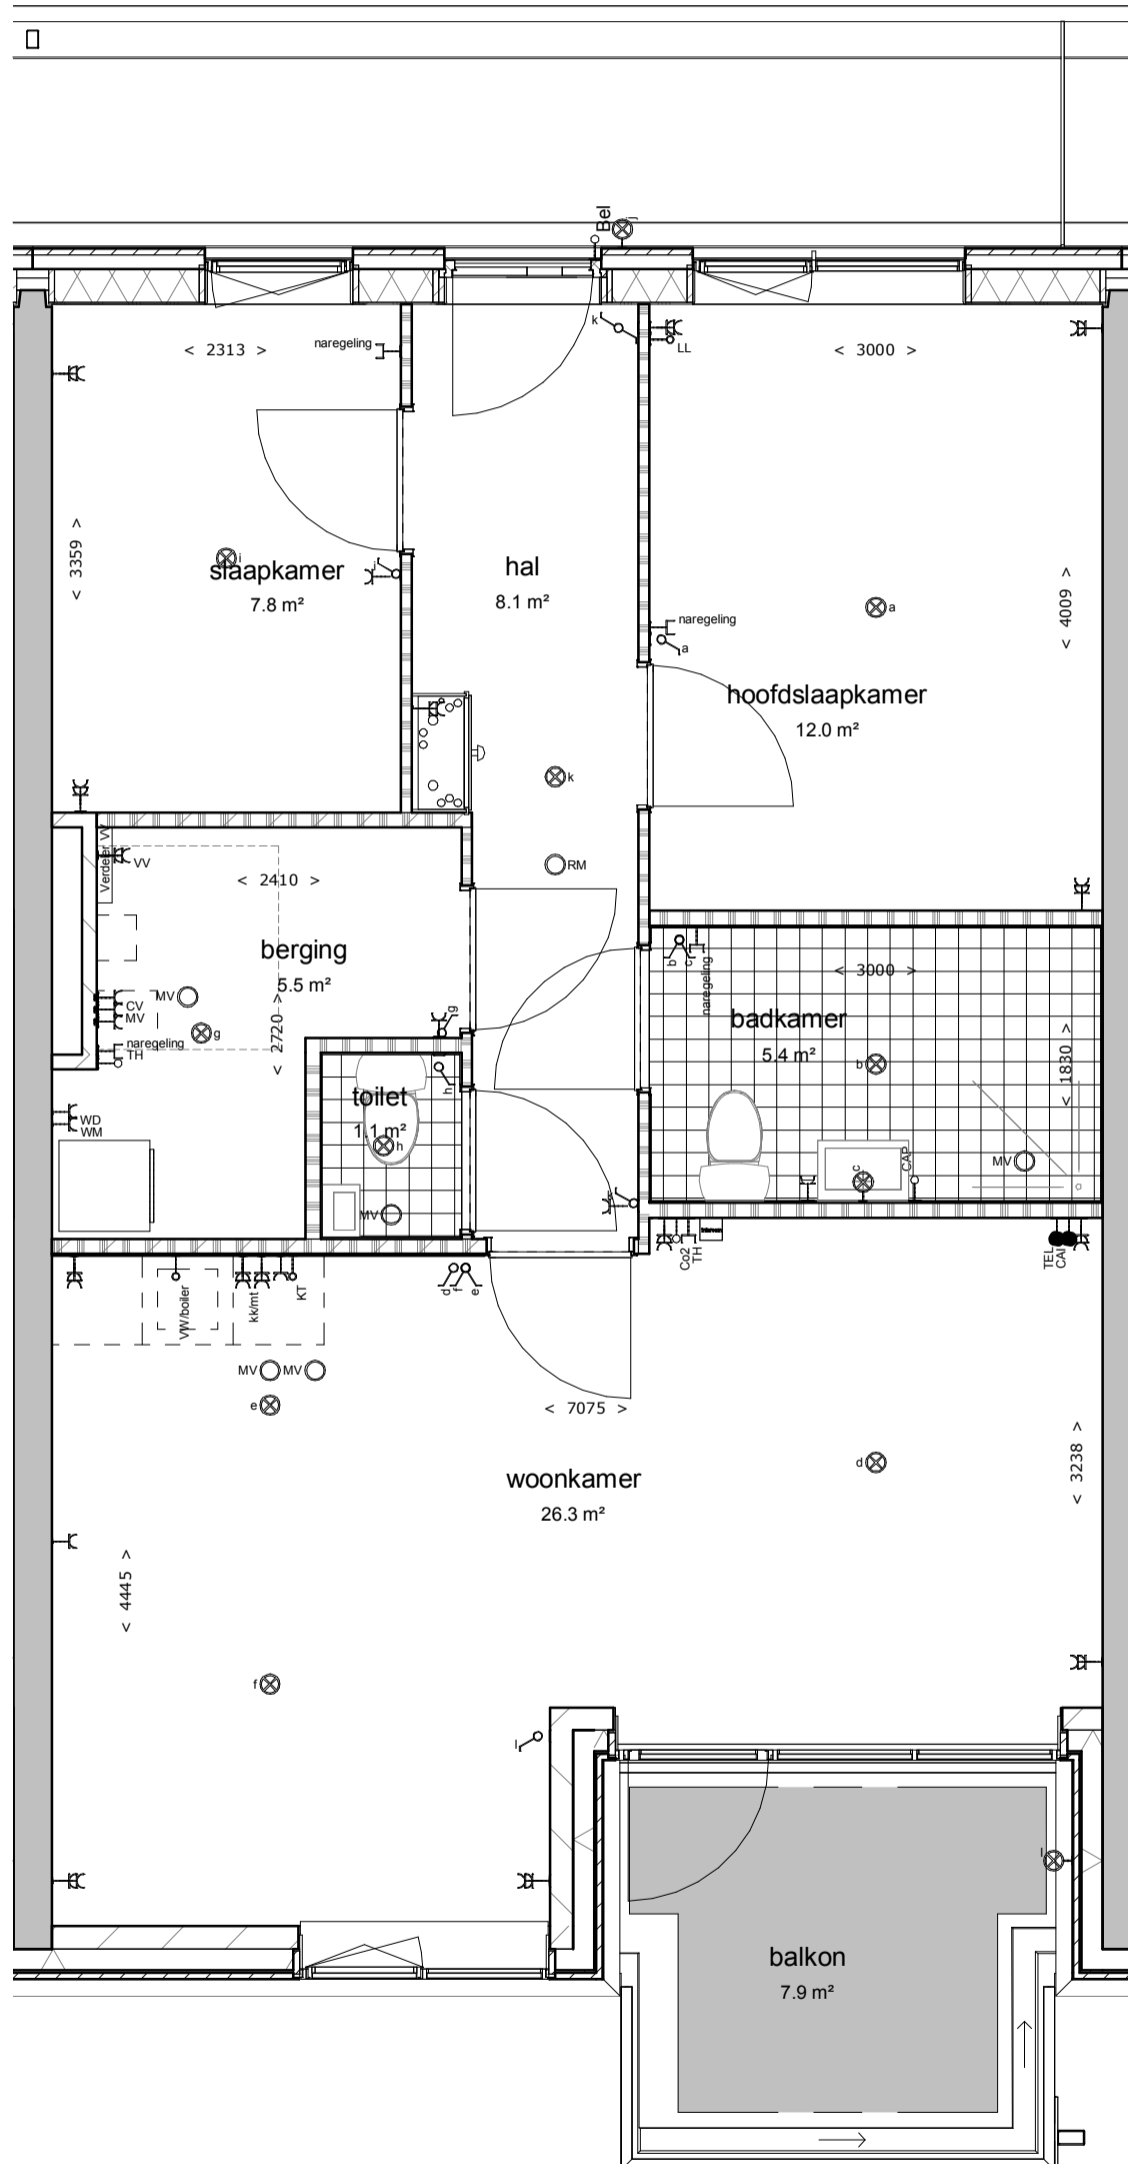 Bel
j
k
< 2313 >
naregeling
LL
< 3000 >
< 3359 >
i
slaapkamer
7.8 m²
i
hal
8.1 m²
a
< 4009 >
naregeling
a
hoofdslaapkamer
12.0 m²
k
RM
Verdeler VV
VV
< 2410 >
berging
5.5 m²
CV
MV
MV
g
g
naregeling
TH
< 2720 >
b
c
naregeling
< 3000 >
badkamer
5.4 m²
b
< 1830 >
toilet
1.1 m²
h
h
WD
WM
MV
c
CAP
MV
k
VW/boiler
kk/mt
KT
d
f
e
Co2
TH
TEL
CAI
MV
MV
e
< 7075 >
d
woonkamer
26.3 m²
< 3238 >
< 4445 >
f
l
l
balkon
7.9 m²